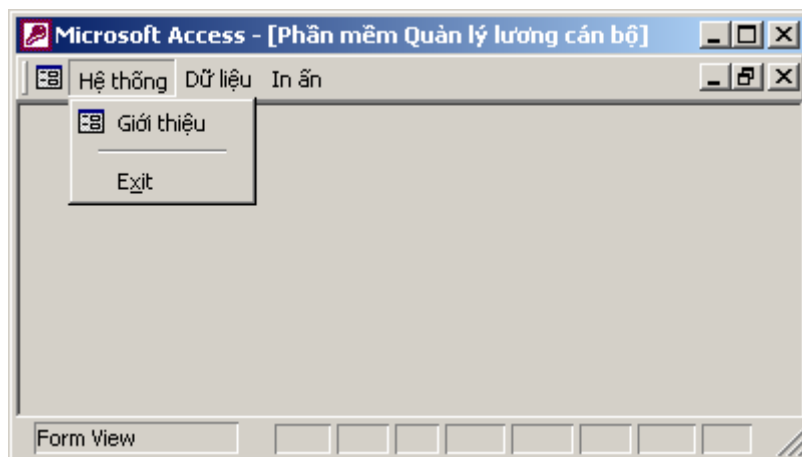 Microsoft Access - [Phần mềm Quàn lý lương cán bộ]
Hệ thống Dữ liệu In ấn
Giới thiệu
Exit
Form View